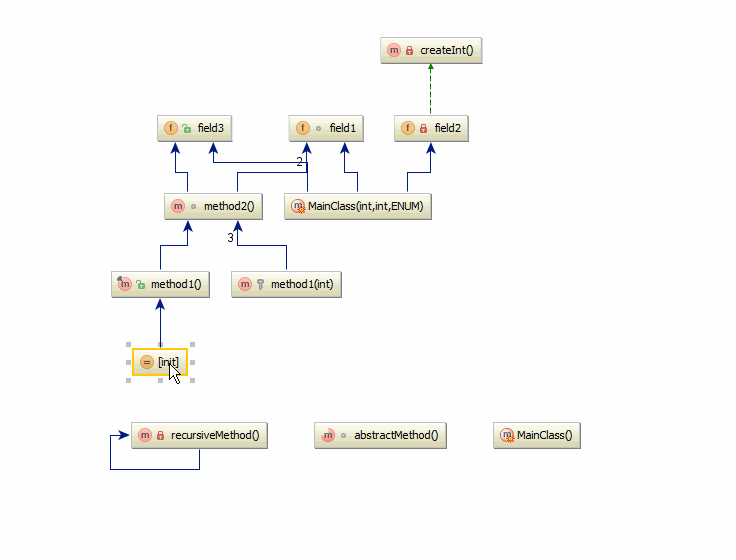 m createInt()
f field3
f field1
f field2
2
m method2()
m MainClass(int,int,ENUM)
3
m method1()
m method1(int)
= [init]
m recursiveMethod()
m abstractMethod()
m MainClass()